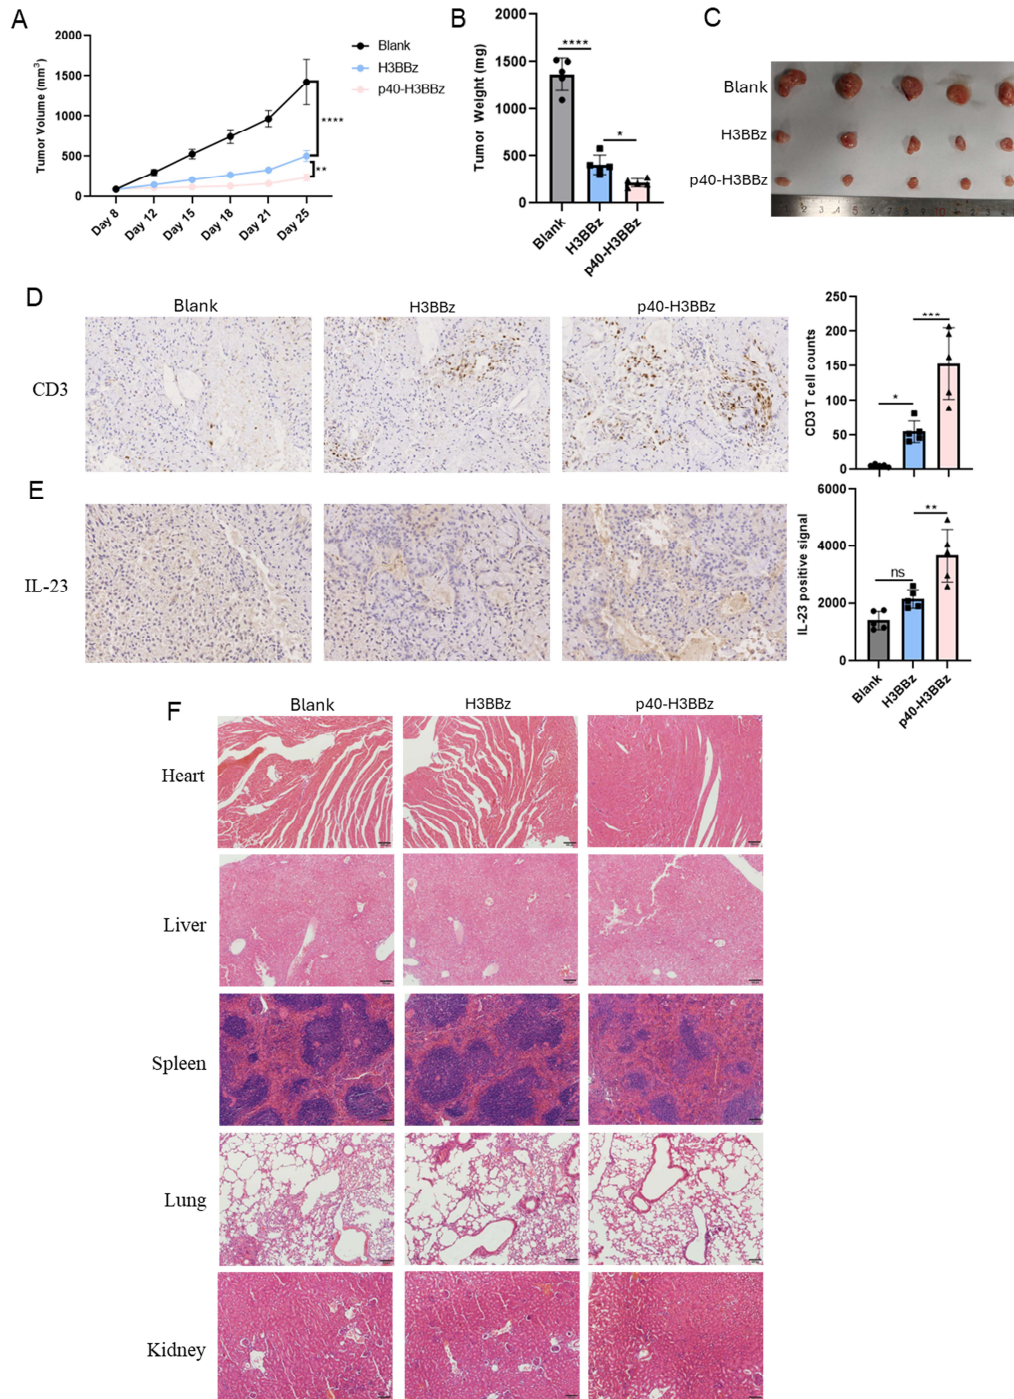 A
Tumor Volume (mm³)
2000
1500
1000
500
0
Day 8
Day 12
Day 15
Day 18
Day 21
Day 25
Blank
H3BBz
p40-H3BBz
****
**
B
Tumor Weight (mg)
2000
1500
1000
500
0
****
*
Blank
H3BBz
p40-H3BBz
C
Blank
H3BBz
p40-H3BBz
D
Blank
H3BBz
p40-H3BBz
CD3
CD3 T cell counts
250
200
150
100
50
0
*
***
E
IL-23
IL-23 positive signal
6000
4000
2000
0
ns
**
Blank
H3BBz
p40-H3BBz
F
Blank
H3BBz
p40-H3BBz
Heart
Liver
Spleen
Lung
Kidney